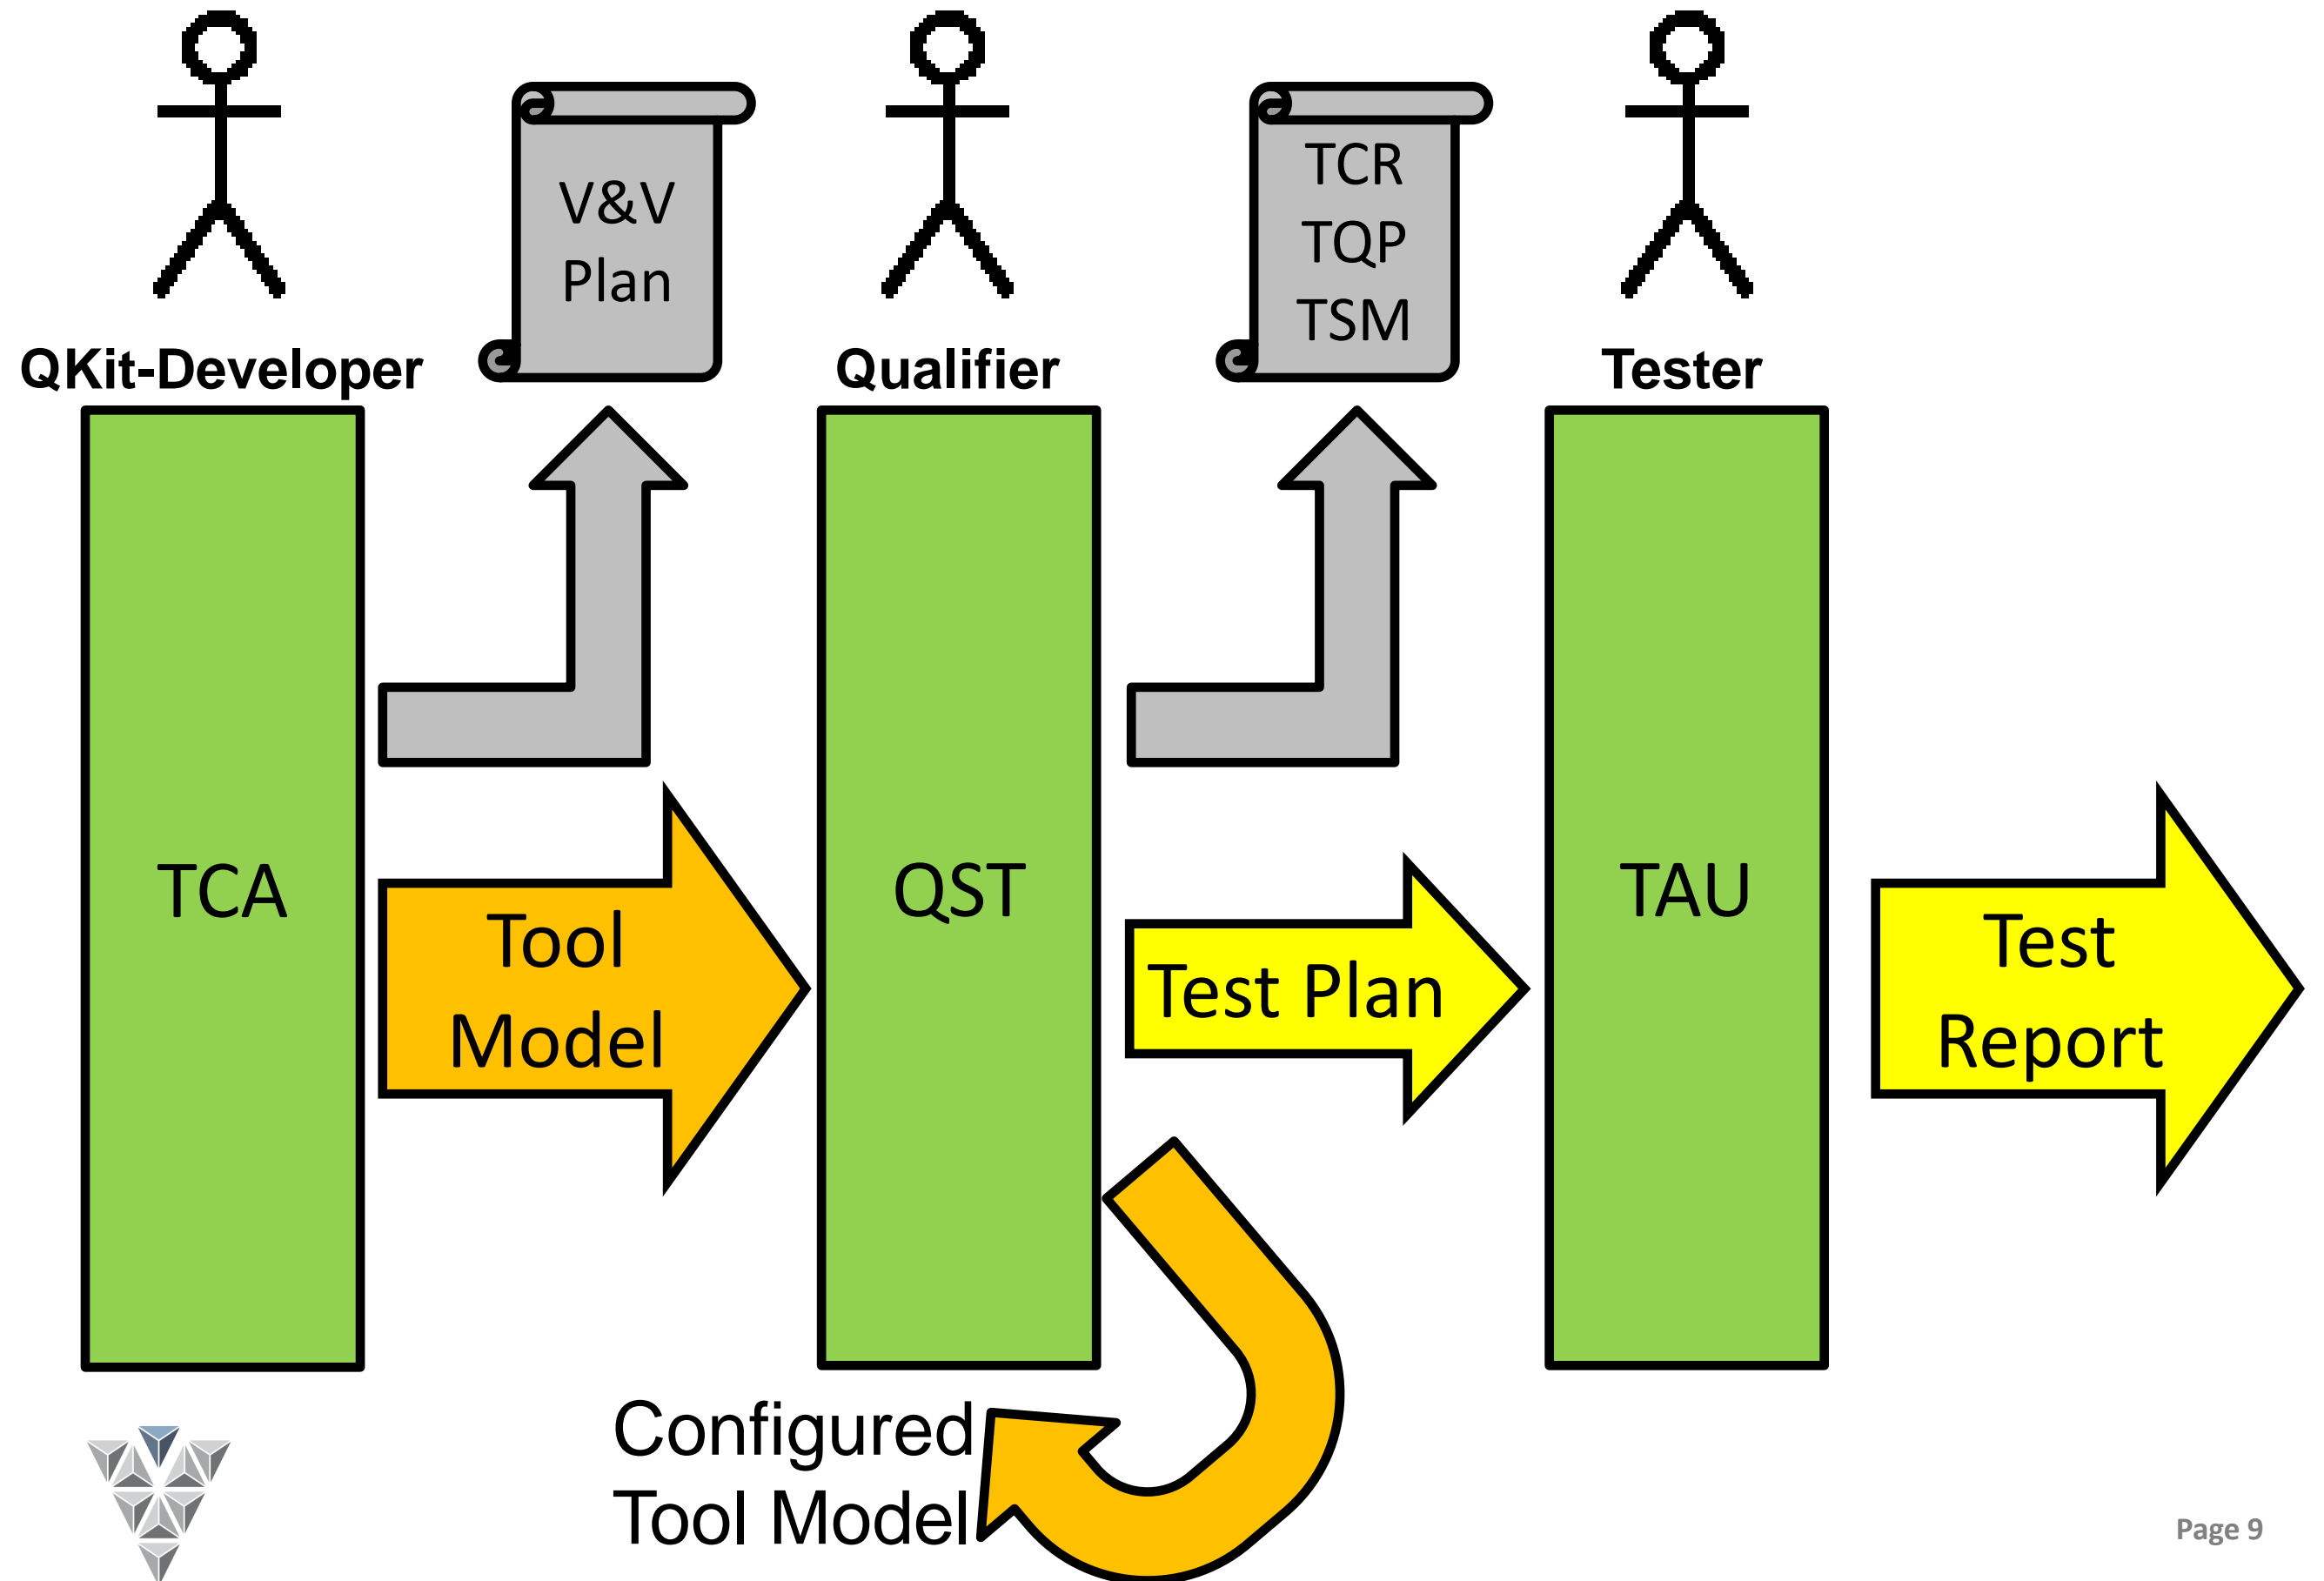 V&V
Plan
TCR
TQP
TSM
QKit-Developer
Qualifier
Tester
TCA
Tool
Model
QST
Test Plan
TAU
Test
Report
Configured
Tool Model
Page 9